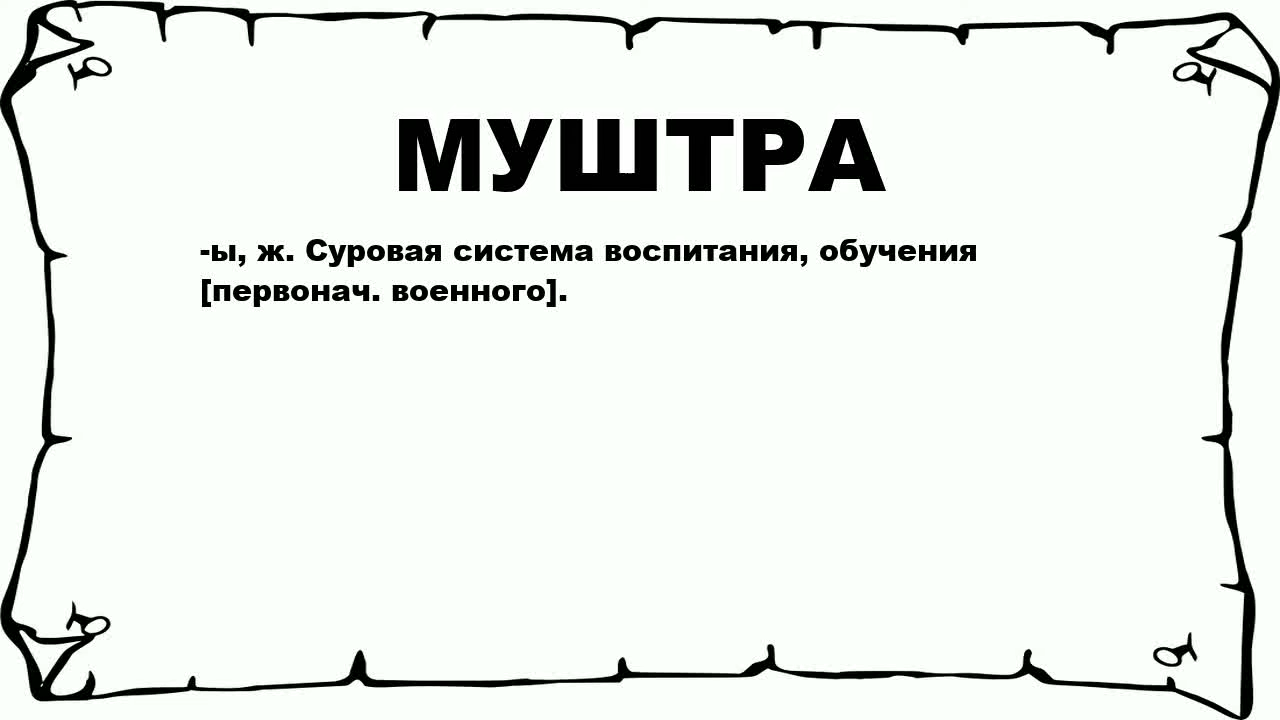 МУШТРА
-ы, ж. Суровая система воспитания, обучения
[первонач. военного].